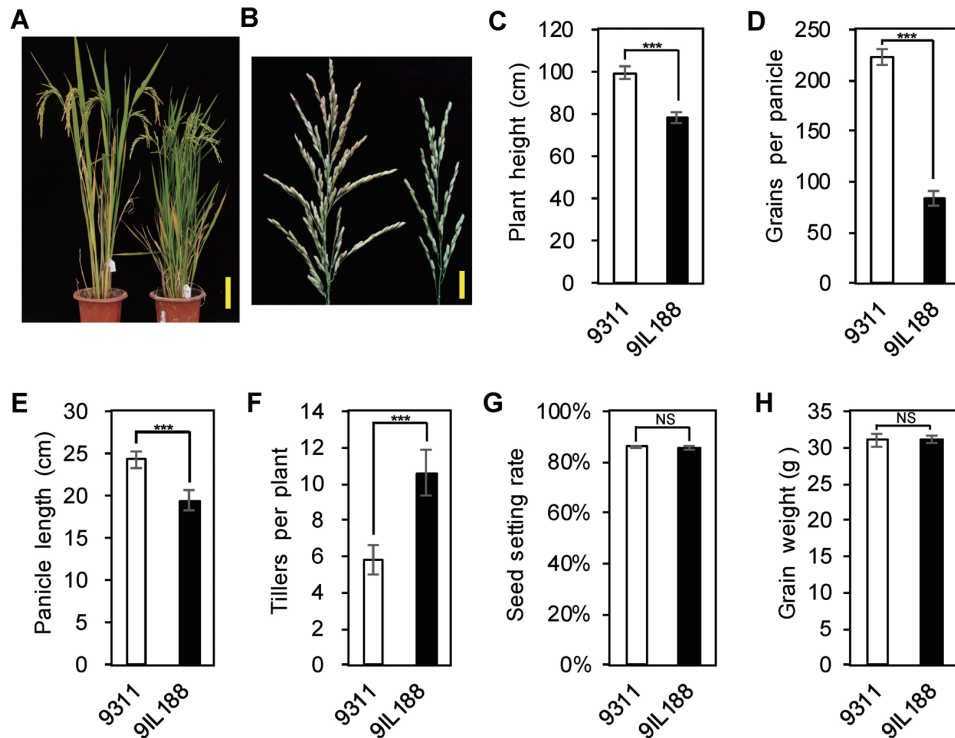 A
B
C
Plant height (cm)
120
100
80
60
40
20
0
***
9311
9IL188
D
Grains per panicle
250
200
150
100
50
0
***
9311
9IL188
E
Panicle length (cm)
30
25
20
15
10
5
0
***
9311
9IL188
F
Tillers per plant
14
12
10
8
6
4
2
0
***
9311
9IL188
G
Seed setting rate
100%
80%
60%
40%
20%
0%
NS
9311
9IL188
H
Grain weight (g)
35
30
25
20
15
10
5
0
NS
9311
9IL188